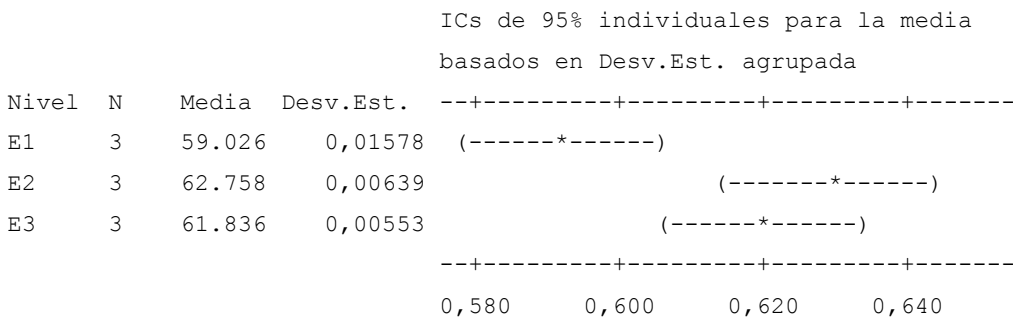 ICs de 95% individuales para la media
basados en Desv.Est. agrupada
Nivel  N    Media  Desv.Est.  --+---------+---------+---------+-------
E1     3    59.026   0,01578   (------*------)
E2     3    62.758   0,00639                     (-------*------)
E3     3    61.836   0,00553                 (------*------)
--+---------+---------+---------+-------
0,580     0,600     0,620     0,640